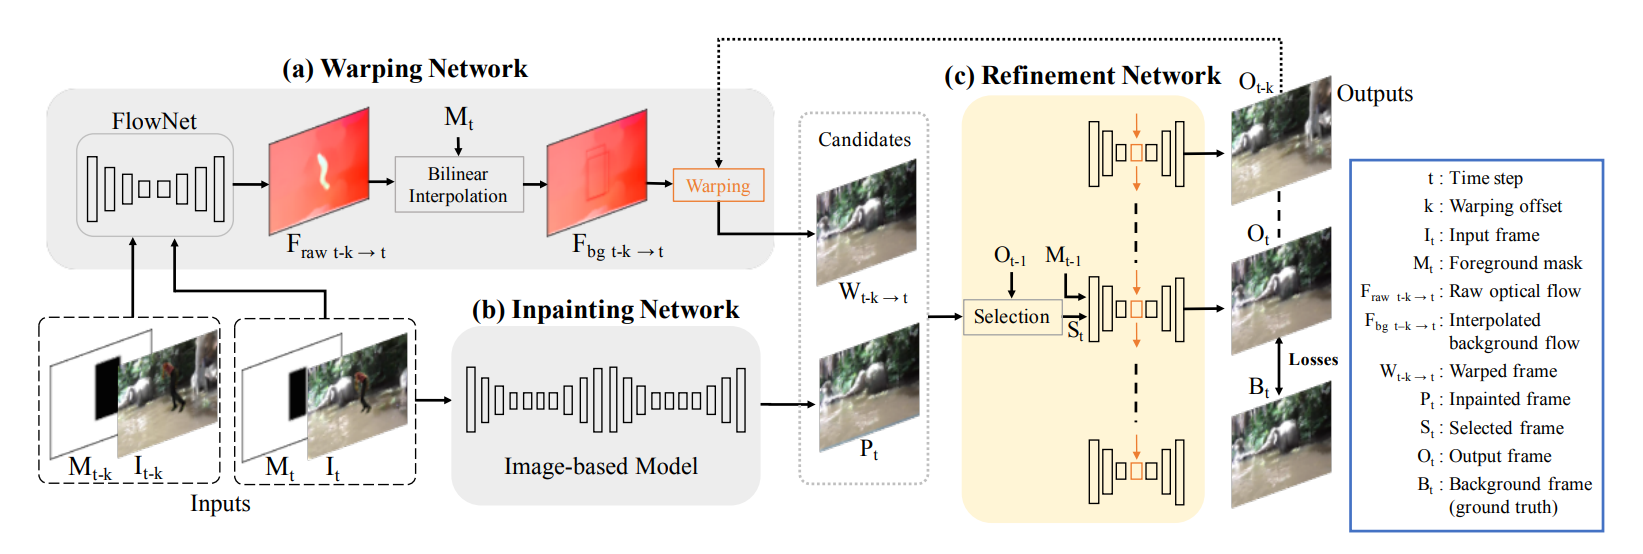 (a) Warping Network
FlowNet
M_t
Bilinear
Interpolation
Warping
F_raw t-k → t
F_bg t-k → t
M_t-k
I_t-k
M_t
I_t
Inputs
(b) Inpainting Network
Image-based Model
Candidates
W_t-k → t
P_t
(c) Refinement Network
O_t-1
M_t-1
Selection
S_t
O_t-k
Outputs
O_t
Losses
B_t
t : Time step
k : Warping offset
I_t : Input frame
M_t : Foreground mask
F_raw t-k → t : Raw optical flow
F_bg t-k → t : Interpolated
background flow
W_t-k → t : Warped frame
P_t : Inpainted frame
S_t : Selected frame
O_t : Output frame
B_t : Background frame
(ground truth)